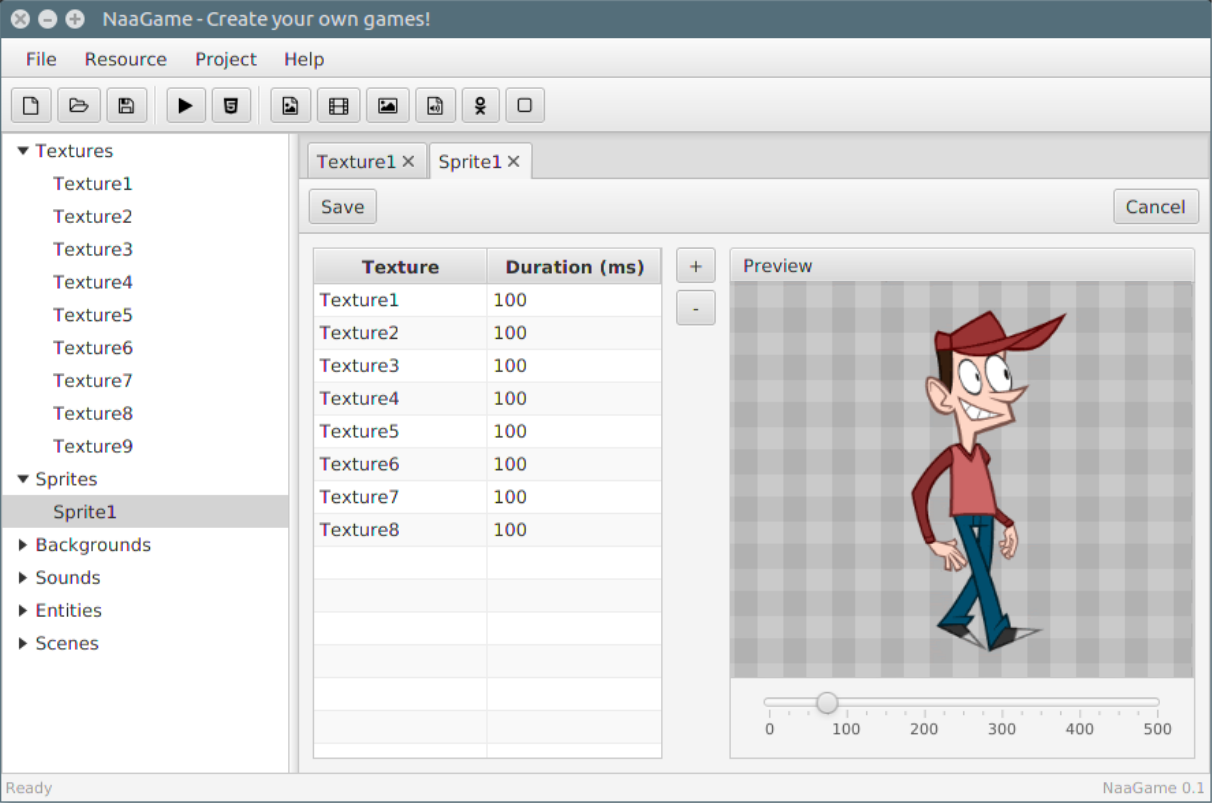 NaaGame - Create your own games!
File Resource Project Help
Textures
Texture1
Texture2
Texture3
Texture4
Texture5
Texture6
Texture7
Texture8
Texture9
Sprites
Sprite1
Backgrounds
Sounds
Entities
Scenes
Texture1 Sprite1
Save Cancel
Texture Duration (ms)
Texture1 100
Texture2 100
Texture3 100
Texture4 100
Texture5 100
Texture6 100
Texture7 100
Texture8 100
+
-
Preview
0 100 200 300 400 500
Ready NaaGame 0.1